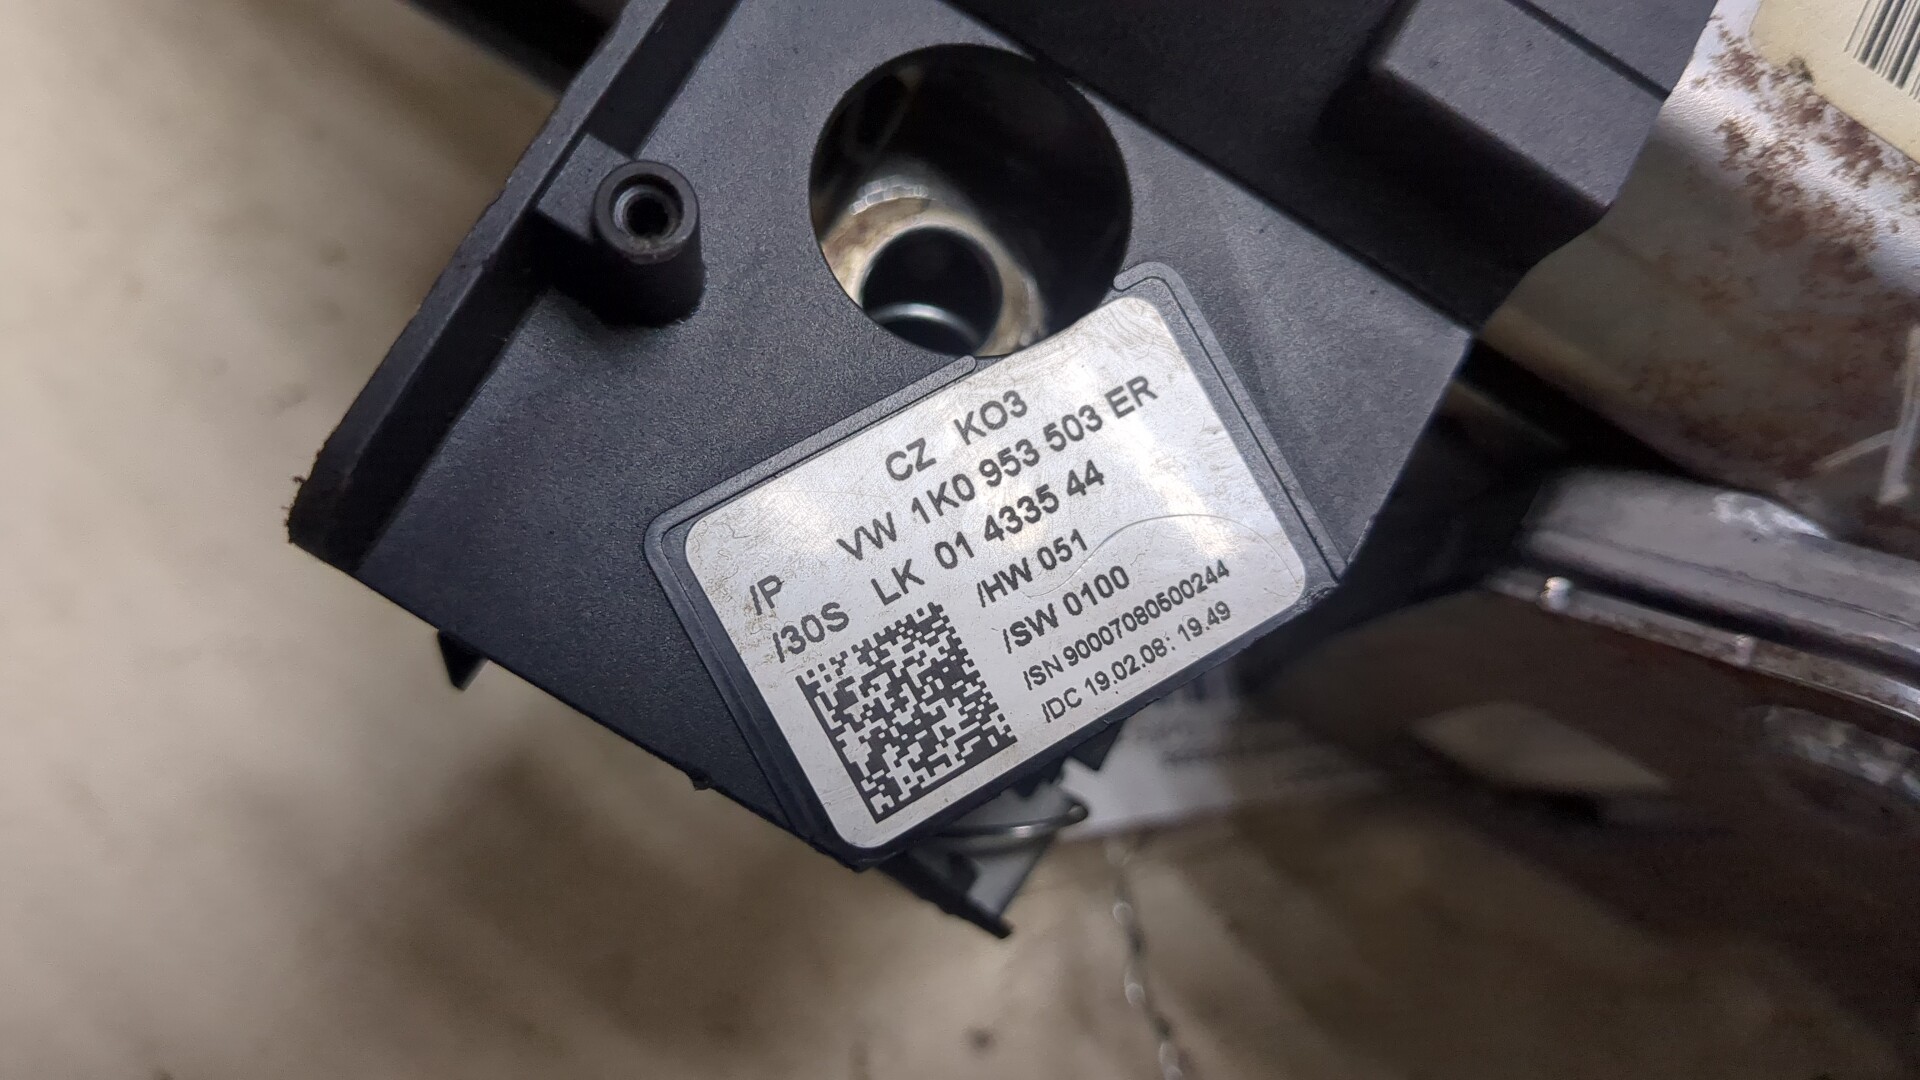 CZ KO3
/P VW 1K0 953 503 ER
/30S LK 01 4335 44
/HW 051
/SW 0100
/SN 90007080500244
/DC 19.02.08: 19.49